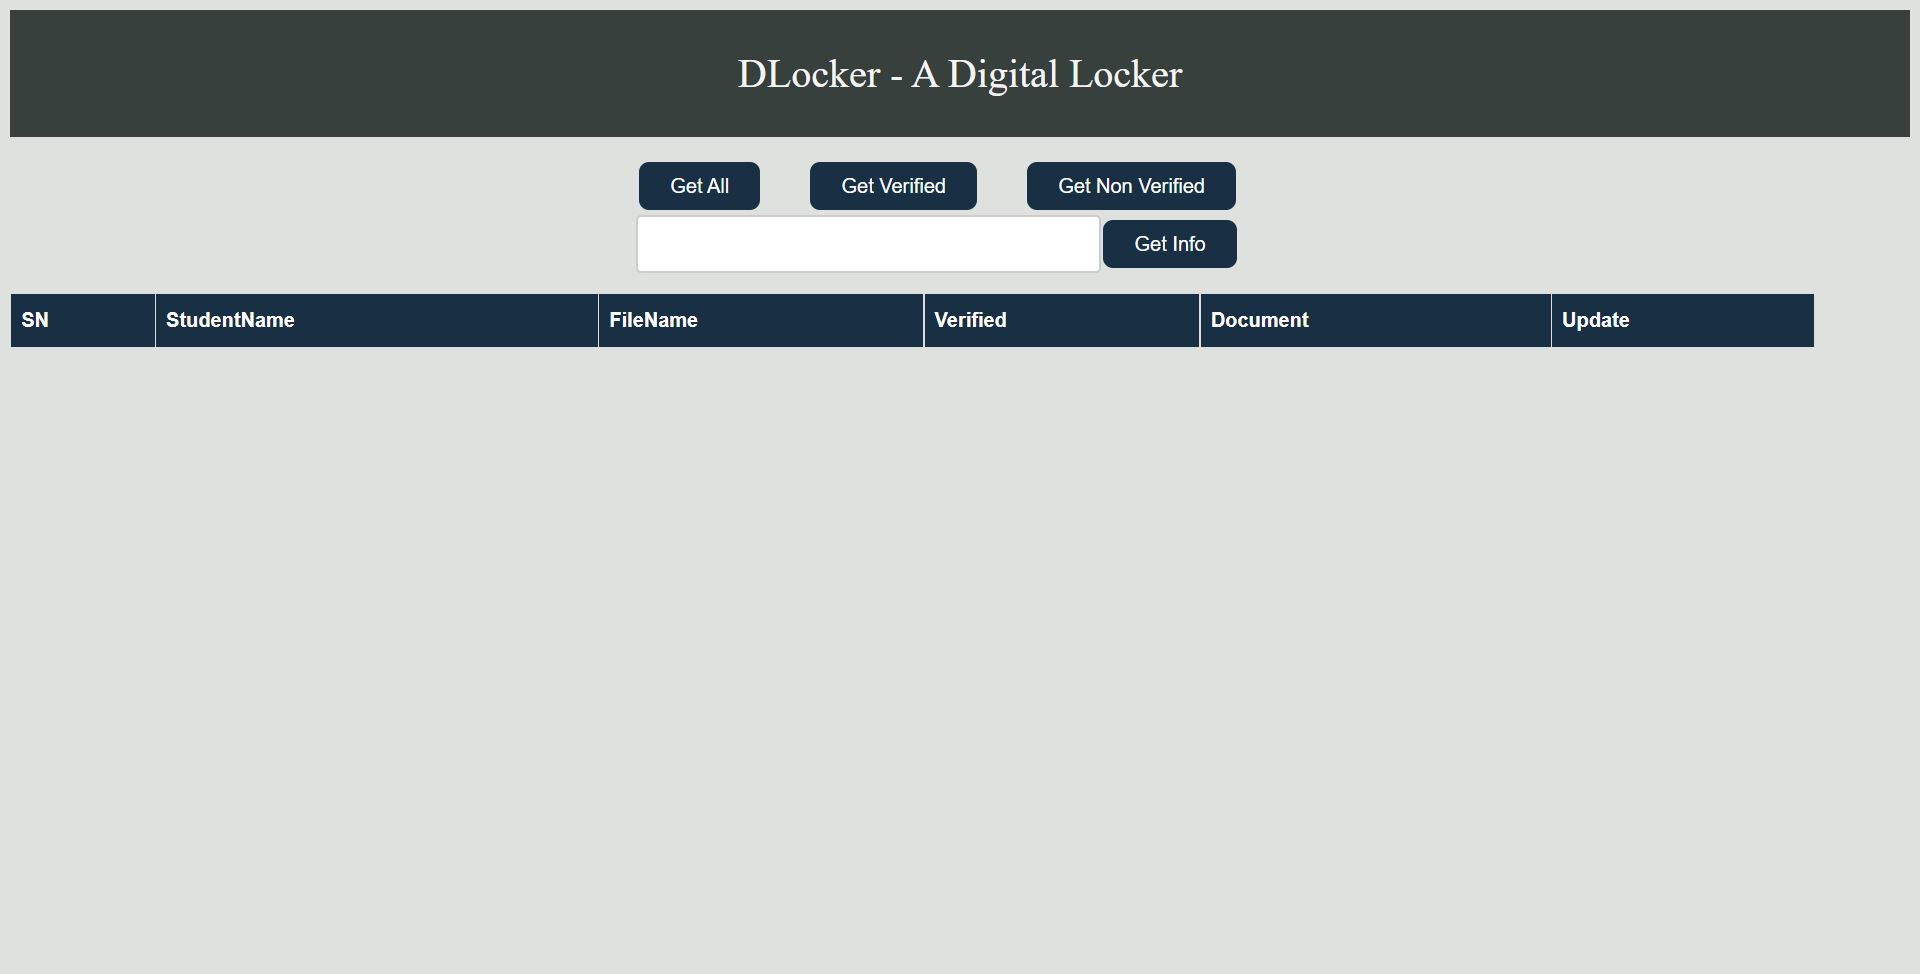 DLocker - A Digital Locker
Get All Get Verified Get Non Verified
Get Info
SN StudentName FileName Verified Document Update